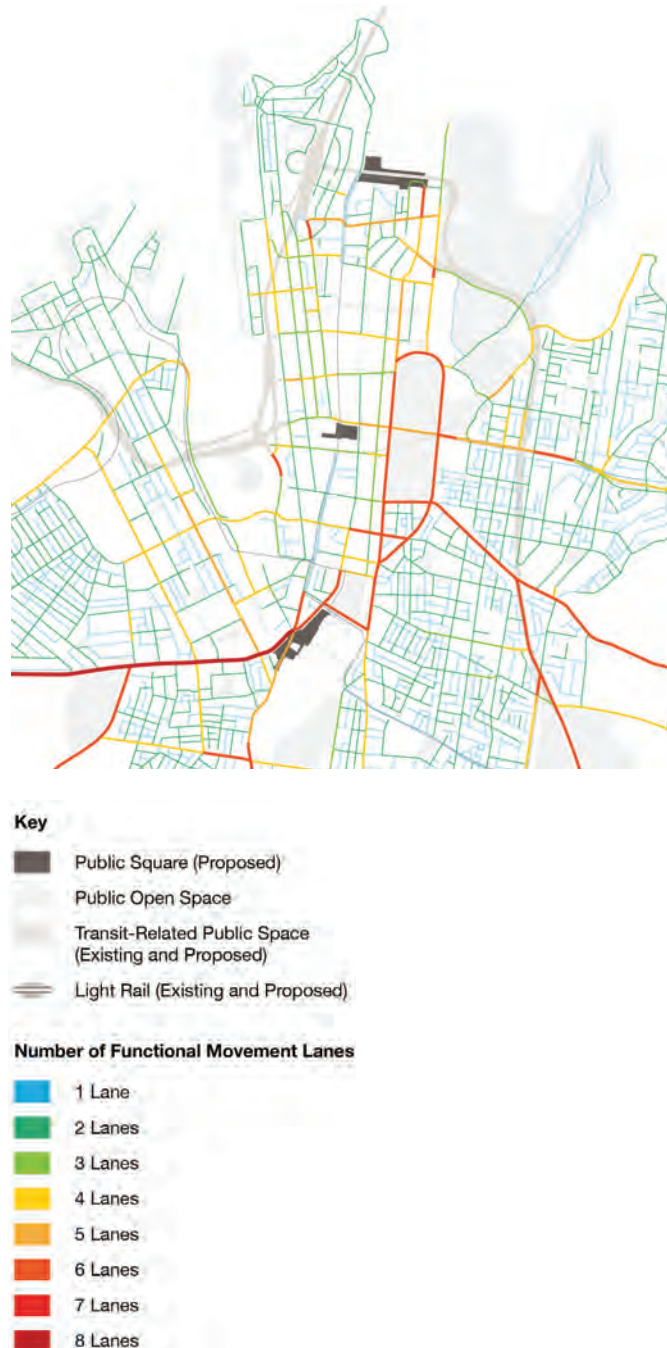 Key
Public Square (Proposed)
Public Open Space
Transit-Related Public Space
(Existing and Proposed)
Light Rail (Existing and Proposed)
Number of Functional Movement Lanes
1 Lane
2 Lanes
3 Lanes
4 Lanes
5 Lanes
6 Lanes
7 Lanes
8 Lanes